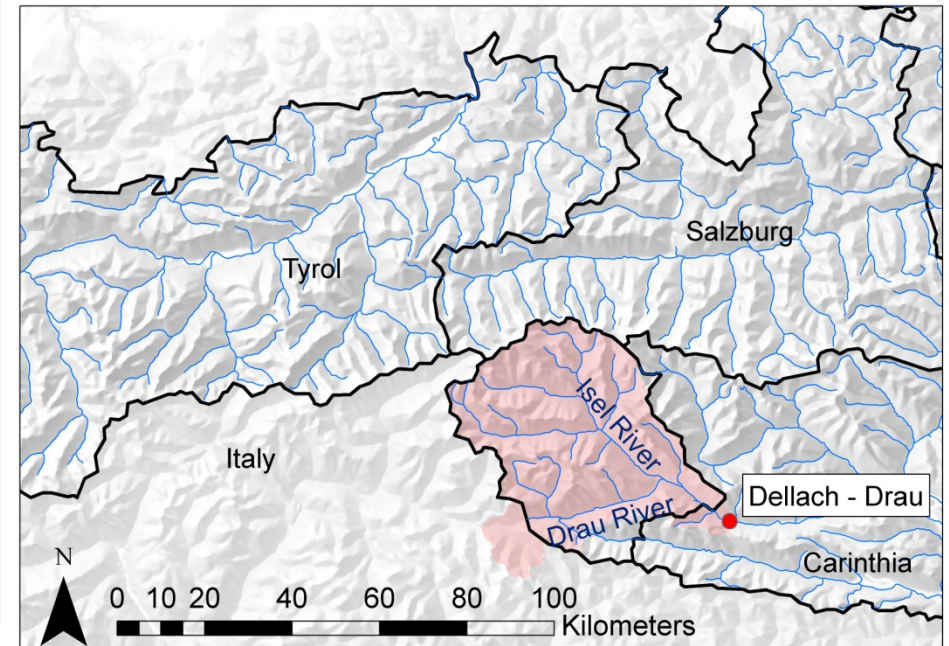 Salzburg
Tyrol
Isel River
Italy
Dellach - Drau
Drau River
Carinthia
N
0 10 20 40 60 80 100
Kilometers